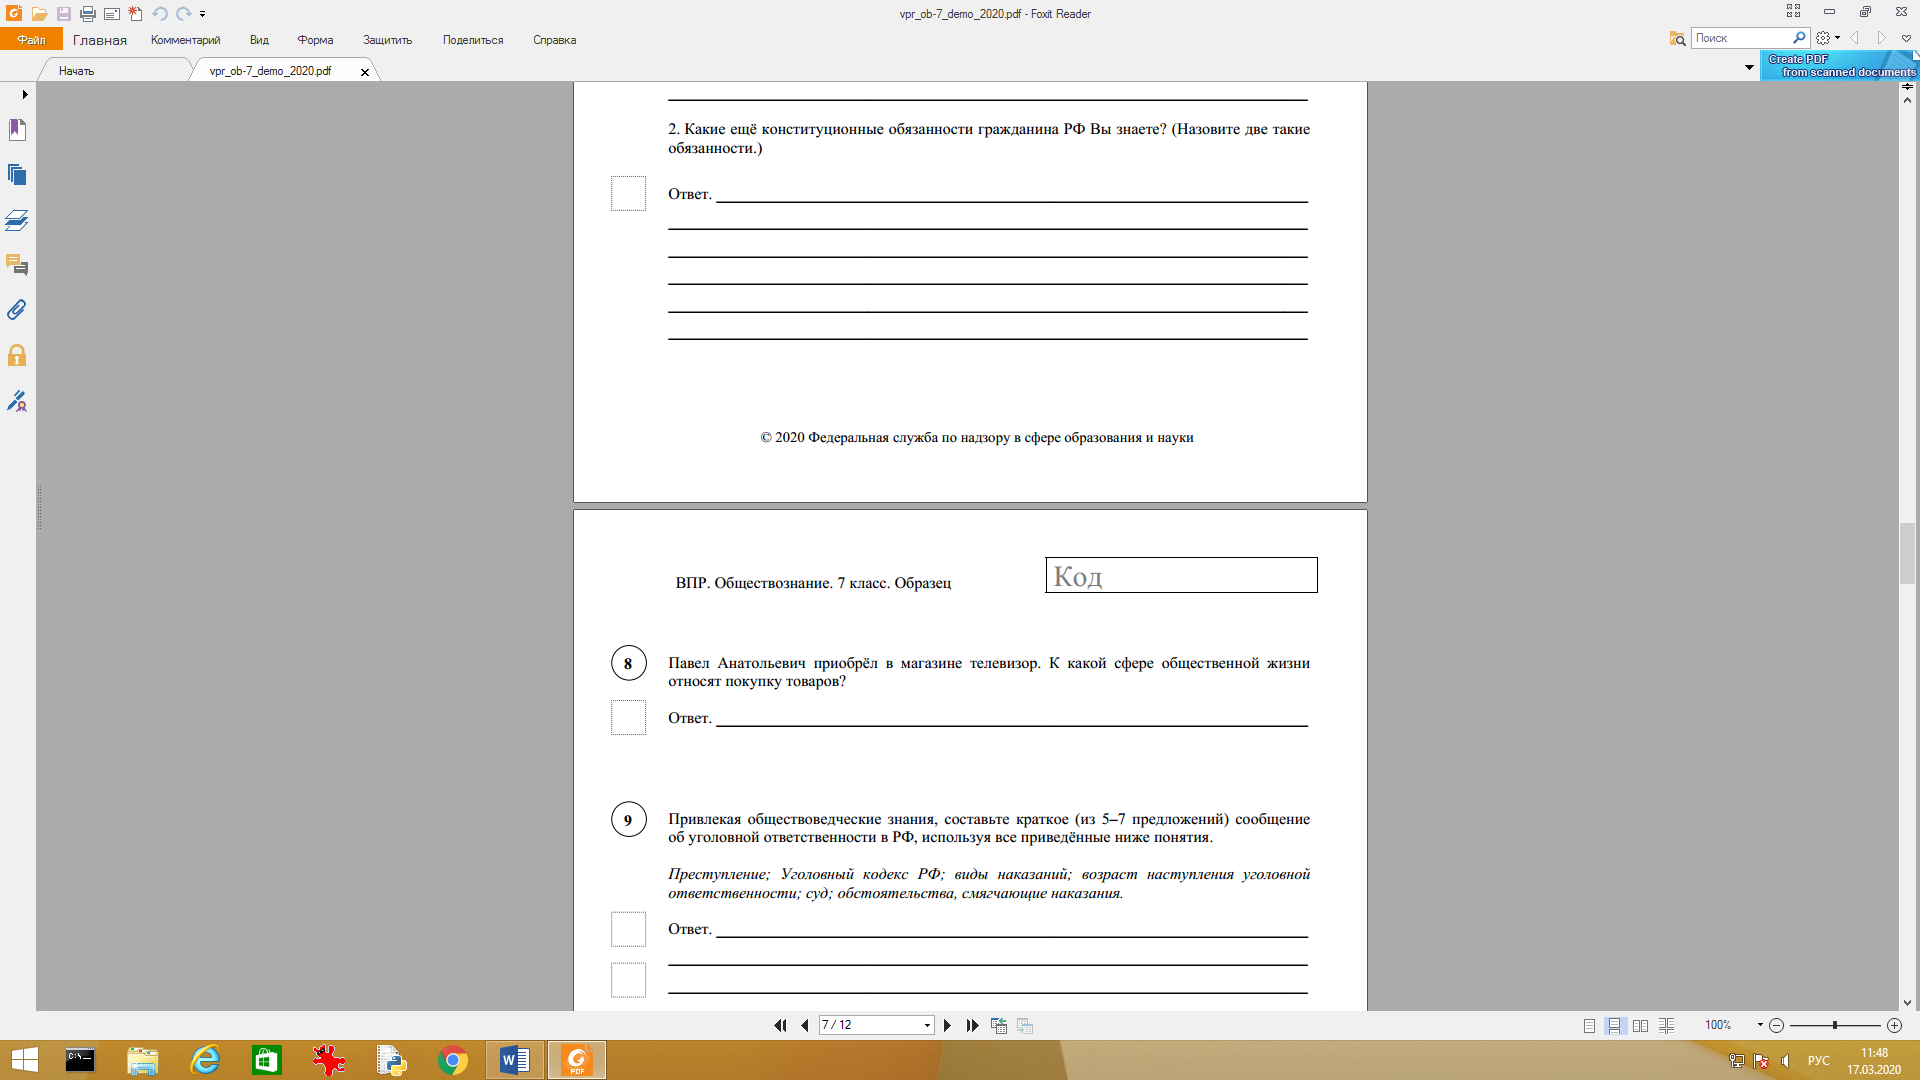 vpr_ob-7_demo_2020.pdf - Foxit Reader
Файл Главная Комментарий Вид Форма Защитить Поделиться Справка Поиск
Начать vpr_ob-7_demo_2020.pdf
Create PDF
from scanned documents
2. Какие ещё конституционные обязанности гражданина РФ Вы знаете? (Назовите две такие
обязанности.)
Ответ.
© 2020 Федеральная служба по надзору в сфере образования и науки
ВПР. Обществознание. 7 класс. Образец
Код
8 Павел Анатольевич приобрёл в магазине телевизор. К какой сфере общественной жизни
относят покупку товаров?
Ответ.
9 Привлекая обществоведческие знания, составьте краткое (из 5–7 предложений) сообщение
об уголовной ответственности в РФ, используя все приведённые ниже понятия.
Преступление; Уголовный кодекс РФ; виды наказаний; возраст наступления уголовной
ответственности; суд; обстоятельства, смягчающие наказания.
Ответ.
7 / 12
100%
C:\_
W
PDF
РУС
11:48
17.03.2020